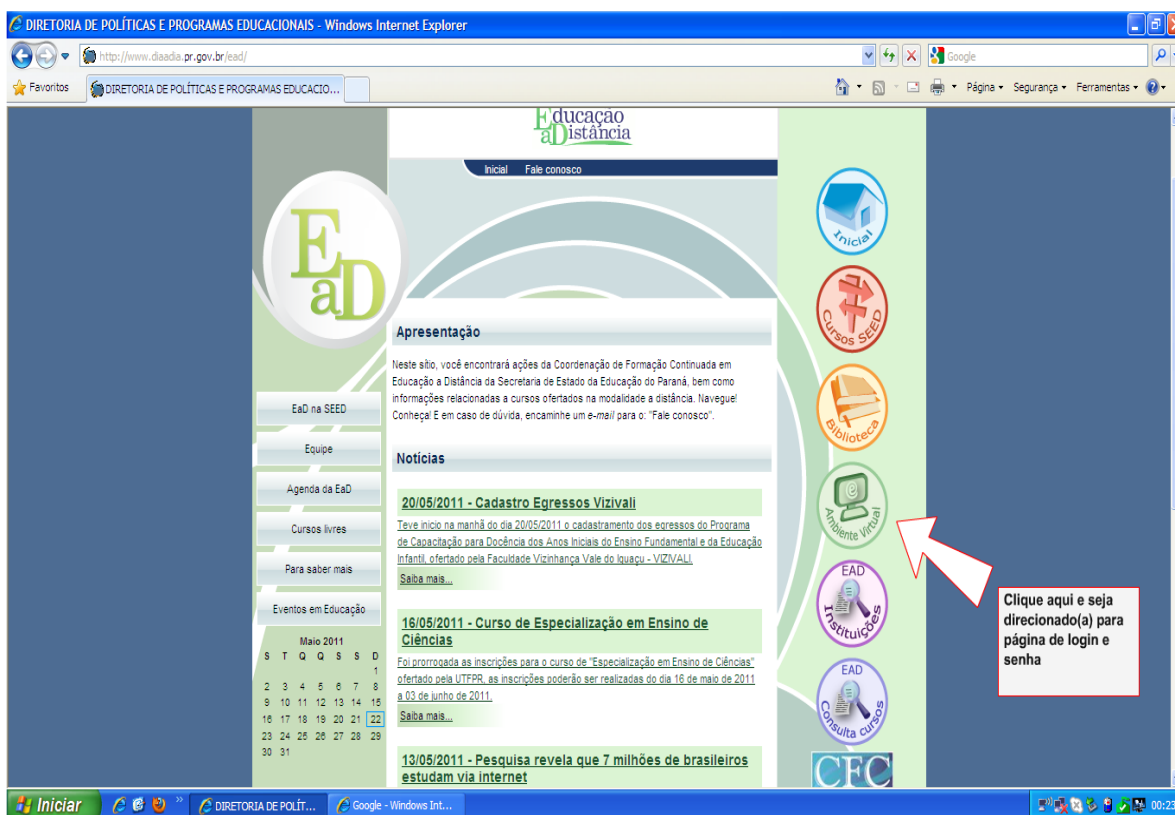 DIRETORIA DE POLÍTICAS E PROGRAMAS EDUCACIONAIS - Windows Internet Explorer
http://www.diaadia.pr.gov.br/ead/
Google
Favoritos
DIRETORIA DE POLÍTICAS E PROGRAMAS EDUCACIO...
Página
Segurança
Ferramentas
Educação
aDistância
Inicial Fale conosco
EaD
EaD na SEED
Equipe
Agenda da EaD
Cursos livres
Para saber mais
Eventos em Educação
Maio 2011
S T Q Q S S D
1
2 3 4 5 6 7 8
9 10 11 12 13 14 15
16 17 18 19 20 21 22
23 24 25 26 27 28 29
30 31
Apresentação
Neste sítio, você encontrará ações da Coordenação de Formação Continuada em
Educação a Distância da Secretaria de Estado da Educação do Paraná, bem como
informações relacionadas a cursos ofertados na modalidade a distância. Navegue!
Conheça! E em caso de dúvida, encaminhe um e-mail para o: "Fale conosco".
Notícias
20/05/2011 - Cadastro Egressos Vizivali
Teve início na manhã do dia 20/05/2011 o cadastramento dos egressos do Programa
de Capacitação para Docência dos Anos Iniciais do Ensino Fundamental e da Educação
Infantil, ofertado pela Faculdade Vizinhança Vale do Iguaçu - VIZIVALI.
Saiba mais...
16/05/2011 - Curso de Especialização em Ensino de
Ciências
Foi prorrogada as inscrições para o curso de "Especialização em Ensino de Ciências"
ofertado pela UTFPR, as inscrições poderão ser realizadas do dia 16 de maio de 2011
a 03 de junho de 2011.
Saiba mais...
13/05/2011 - Pesquisa revela que 7 milhões de brasileiros
estudam via internet
Inicial
Cursos SEED
Biblioteca
Ambiente Virtual
EAD
Instituições
EAD
Consulta cursos
CFC
Clique aqui e seja
direcionado(a) para
página de login e
senha
Iniciar
DIRETORIA DE POLÍT...
Google - Windows Int...
00:23